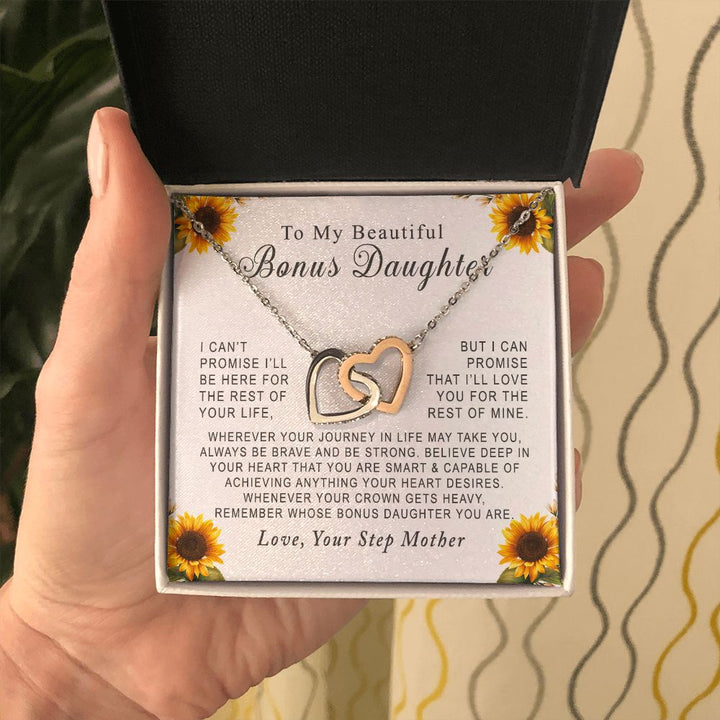 To My Beautiful
Bonus Daughter
I CAN'T
PROMISE I'LL
BE HERE FOR
THE REST OF
YOUR LIFE,
BUT I CAN
PROMISE
THAT I'LL LOVE
YOU FOR THE
REST OF MINE.
WHEREVER YOUR JOURNEY IN LIFE MAY TAKE YOU,
ALWAYS BE BRAVE AND BE STRONG. BELIEVE DEEP IN
YOUR HEART THAT YOU ARE SMART & CAPABLE OF
ACHIEVING ANYTHING YOUR HEART DESIRES.
WHENEVER YOUR CROWN GETS HEAVY,
REMEMBER WHOSE BONUS DAUGHTER YOU ARE.
Love, Your Step Mother